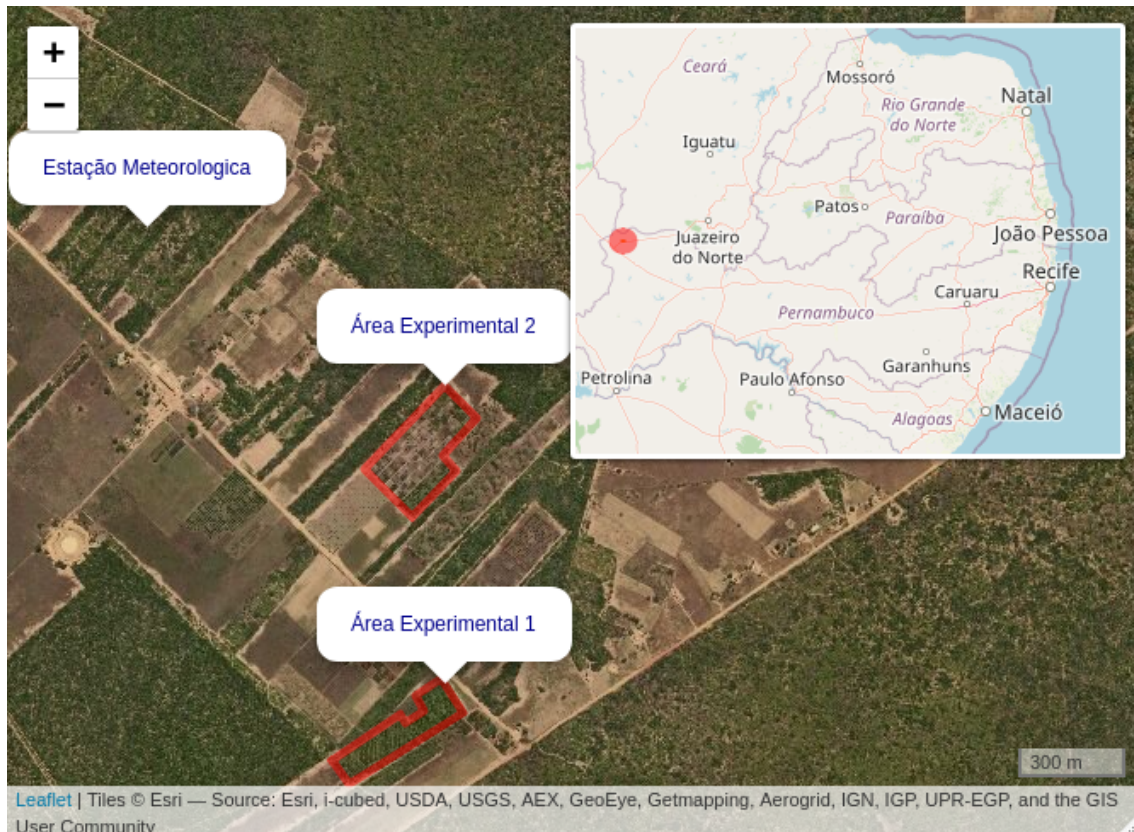 +
−
Estação Meteorologica
Área Experimental 2
Área Experimental 1
Ceará
Mossoró
Natal
Rio Grande
do Norte
Iguatu
Patos
Paraíba
Juazeiro
do Norte
João Pessoa
Recife
Caruaru
Pernambuco
Garanhuns
Petrolina
Paulo Afonso
Alagoas
Maceió
300 m
Leaflet | Tiles © Esri — Source: Esri, i-cubed, USDA, USGS, AEX, GeoEye, Getmapping, Aerogrid, IGN, IGP, UPR-EGP, and the GIS
User Community